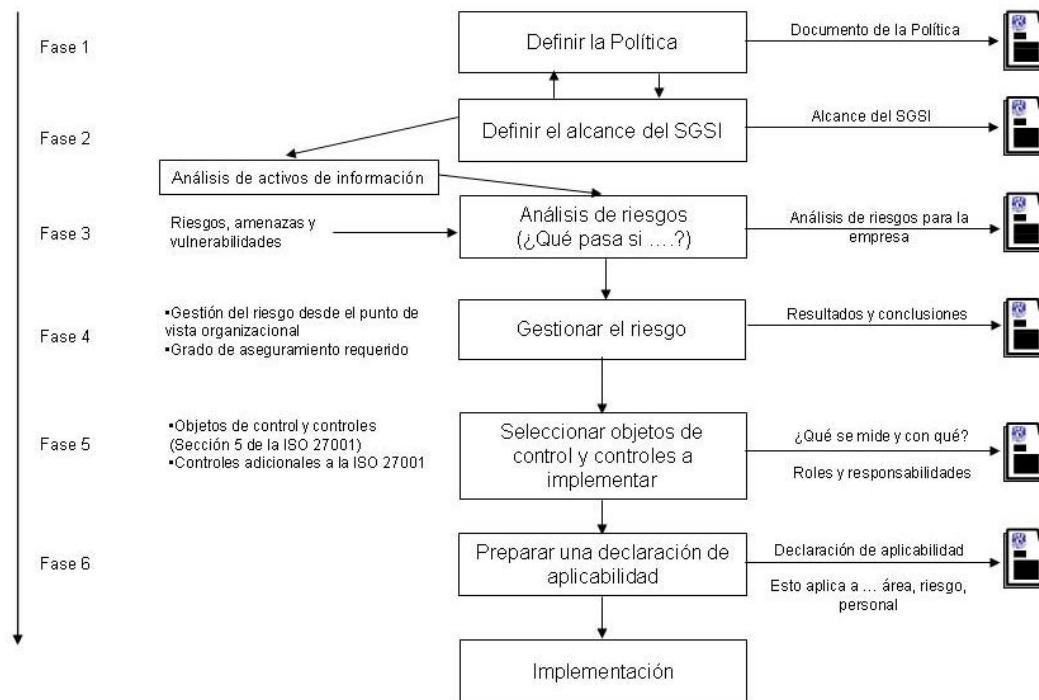 Fase 1
Definir la Política
Documento de la Política
Fase 2
Definir el alcance del SGSI
Alcance del SGSI
Análisis de activos de información
Fase 3
Riesgos, amenazas y
vulnerabilidades
Análisis de riesgos
(¿Qué pasa si ….?)
Análisis de riesgos para la
empresa
Fase 4
▪Gestión del riesgo desde el punto de
vista organizacional
▪Grado de aseguramiento requerido
Gestionar el riesgo
Resultados y conclusiones
Fase 5
▪Objetos de control y controles
(Sección 5 de la ISO 27001)
▪Controles adicionales a la ISO 27001
Seleccionar objetos de
control y controles a
implementar
¿Qué se mide y con qué?
Roles y responsabilidades
Fase 6
Preparar una declaración de
aplicabilidad
Declaración de aplicabilidad
Esto aplica a … área, riesgo,
personal
Implementación